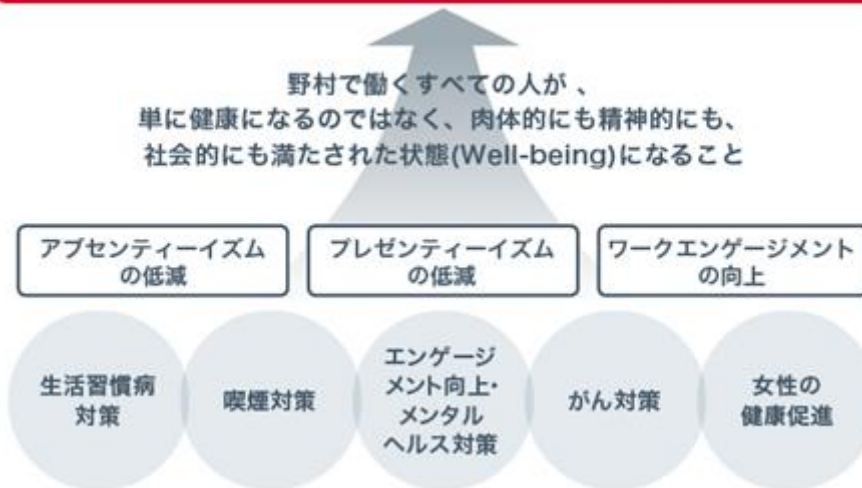 野村で働くすべての人が 、
単に健康になるのではなく、肉体的にも精神的にも、
社会的にも満たされた状態(Well-being)になること
アブセンティーイズム
の低減
プレゼンティーイズム
の低減
ワークエンゲージメント
の向上
生活習慣病
対策
喫煙対策
エンゲージ
メント向上・
メンタル
ヘルス対策
がん対策
女性の
健康促進